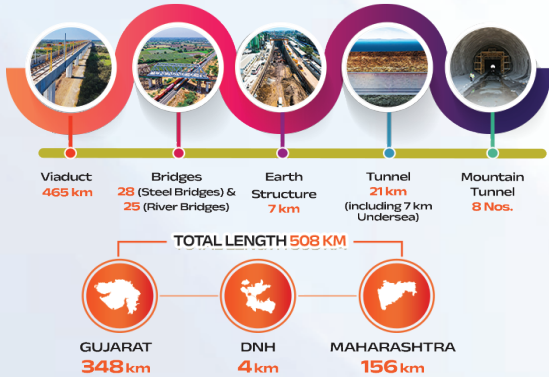 Viaduct
465 km
Bridges
28 (Steel Bridges) &
25 (River Bridges)
Earth
Structure
7 km
Tunnel
21 km
(including 7 km
Undersea)
Mountain
Tunnel
8 Nos.
TOTAL LENGTH 508 KM
GUJARAT
348 km
DNH
4 km
MAHARASHTRA
156 km